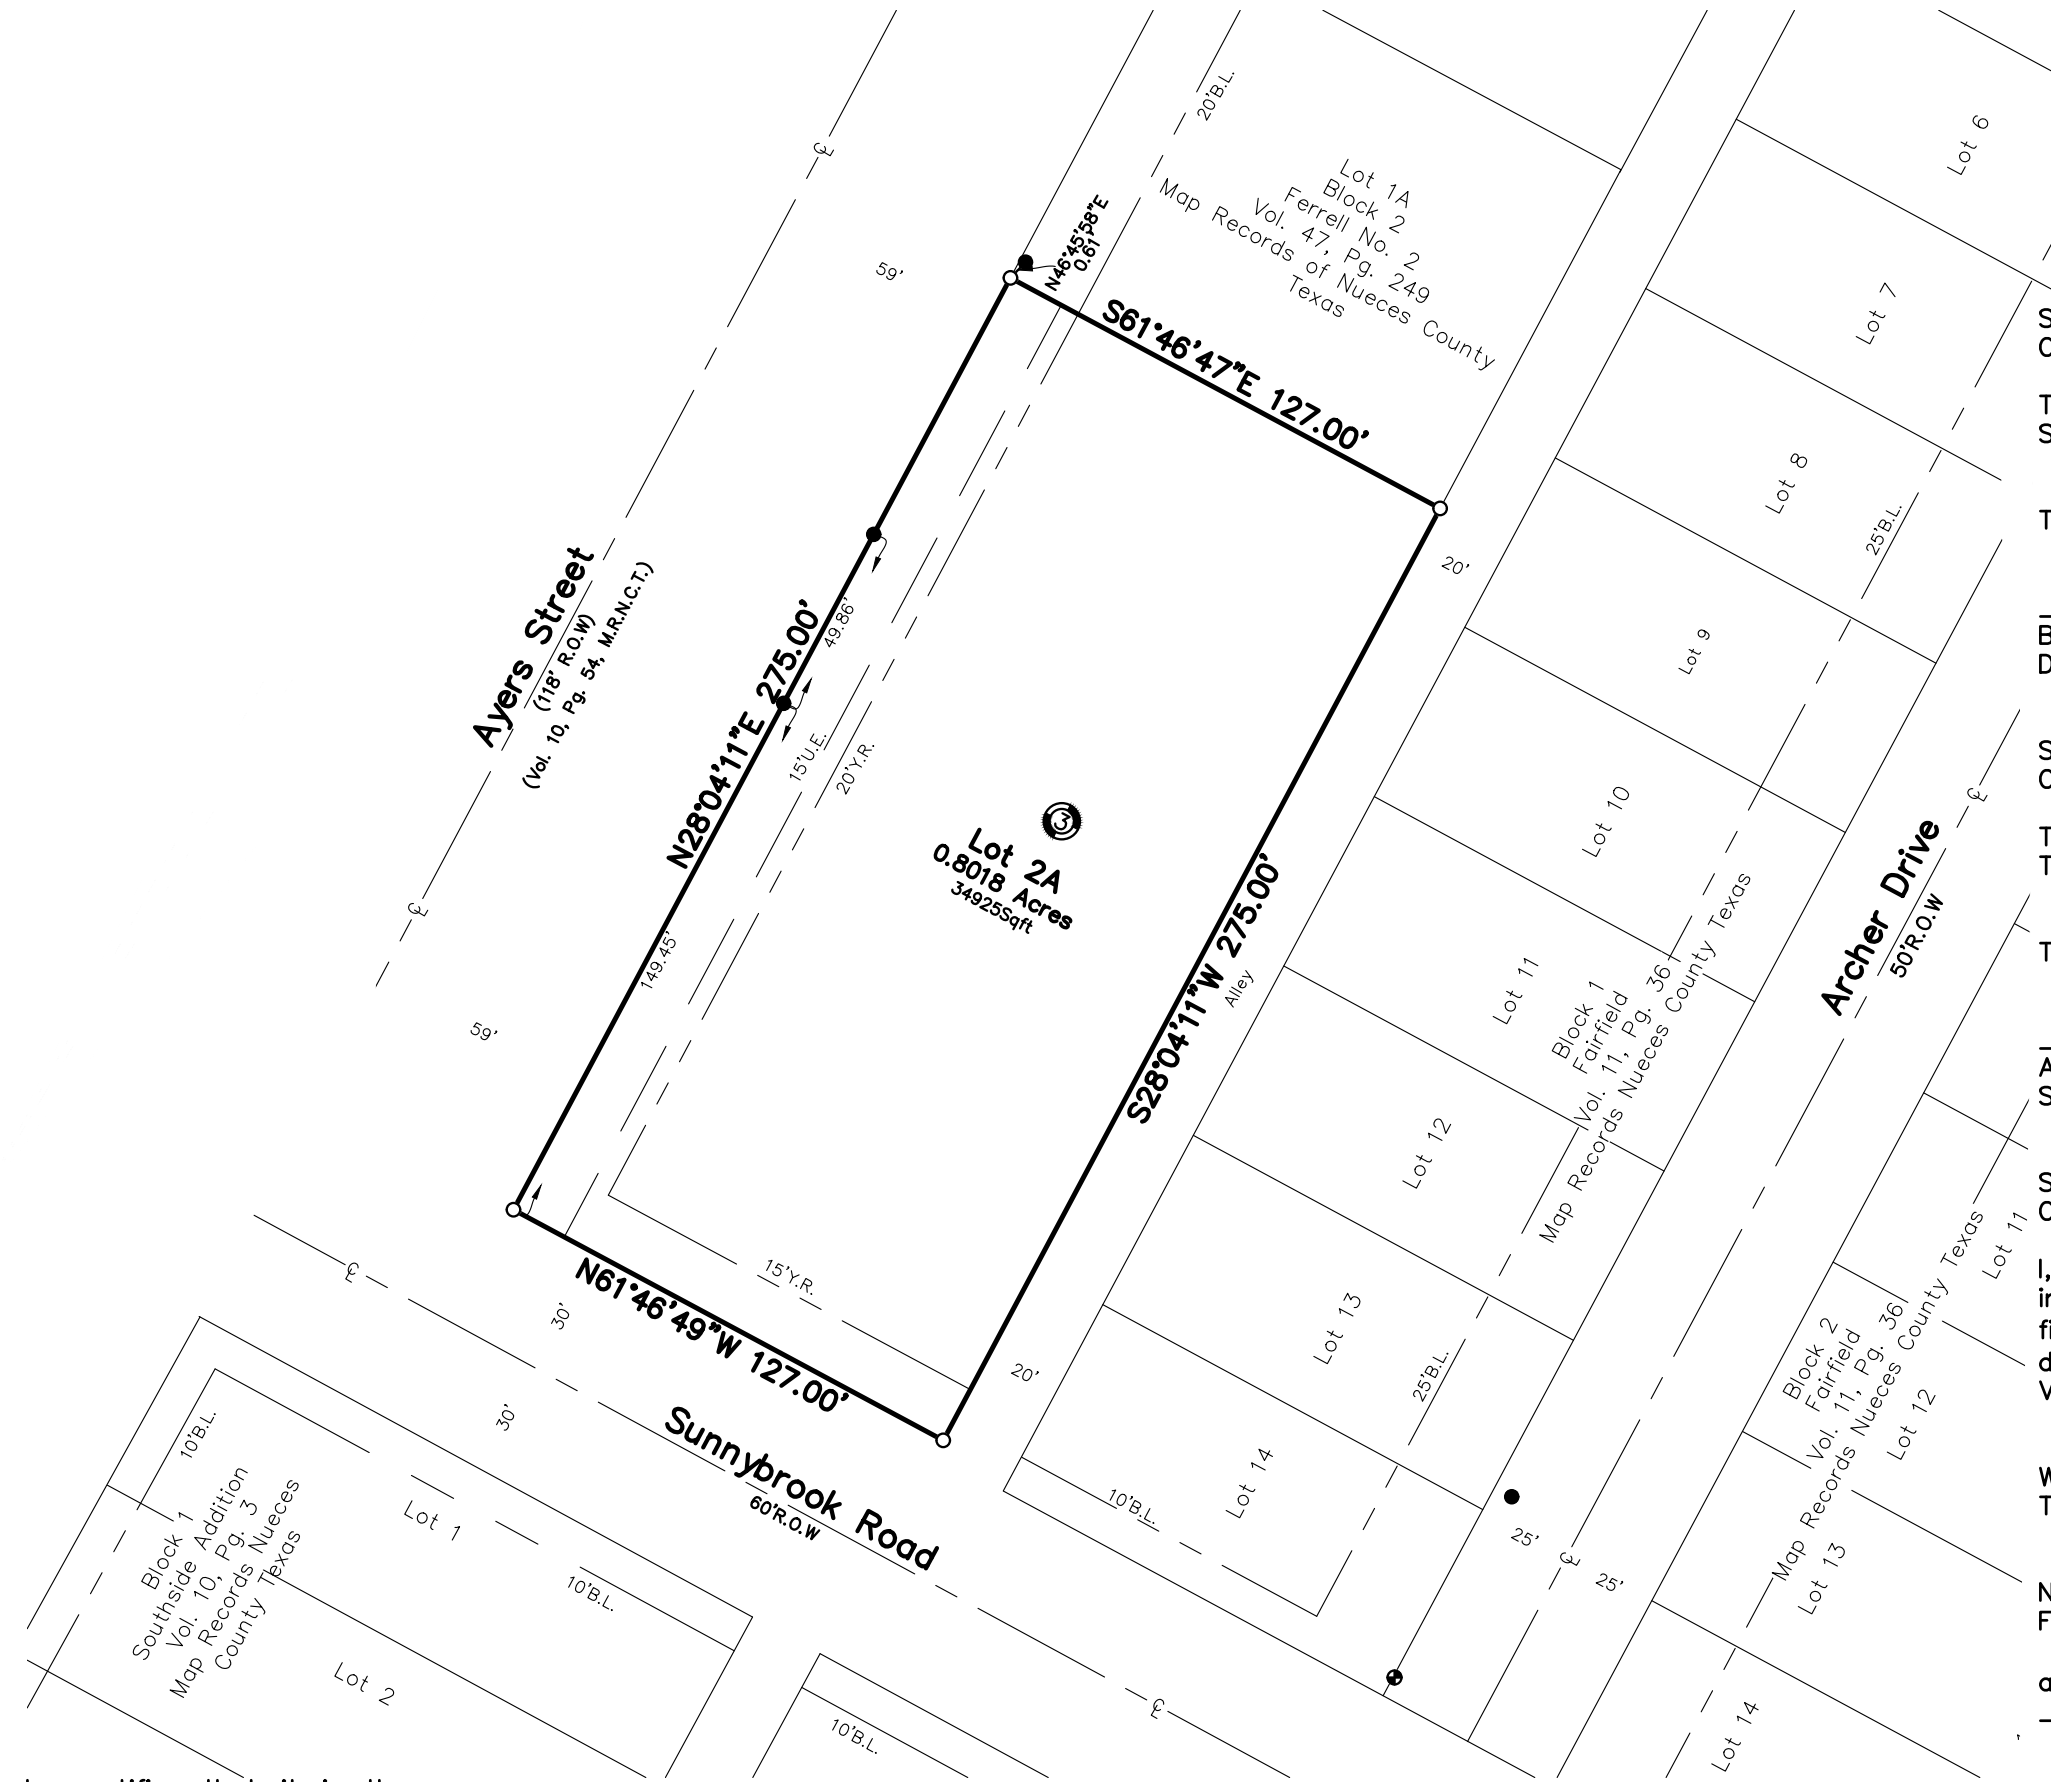 20'B.L.
Lot 6
Lot 1A
Block 2
Ferrell No. 2
Vol. 47, Pg. 249
Map Records of Nueces County
Texas
59'
N46°45'58"E
0.61'
S61°46'47"E 127.00'
Lot 7
Lot 8
25'B.L.
20'
Lot 9
Ayers Street
(118' R.O.W)
(Vol. 10, Pg. 54, M.R.N.C.T.)
N28°04'11"E 275.00'
49.86'
15'U.E.
20'Y.R.
149.45'
3
Lot 2A
0.8018 Acres
34925Sqft
S28°04'11"W 275.00'
Alley
Lot 10
Lot 11
Block 1
Fairfield
Vol. 11, Pg. 36
Map Records Nueces County Texas
Archer Drive
50'R.O.W
59'
Lot 12
Lot 13
25'B.L.
Lot 14
10'B.L.
20'
15'Y.R.
N61°46'49"W 127.00'
30'
30'
Sunnybrook Road
60'R.O.W
10'B.L.
Block 1
Southside Addition
Vol. 10, Pg. 3
Map Records Nueces
County Texas
Lot 1
10'B.L.
Lot 2
10'B.L.
25'
25'
Lot 11
Block 2
Fairfield
Vol. 11, Pg. 36
Map Records Nueces County Texas
Lot 12
Lot 13
Lot 14